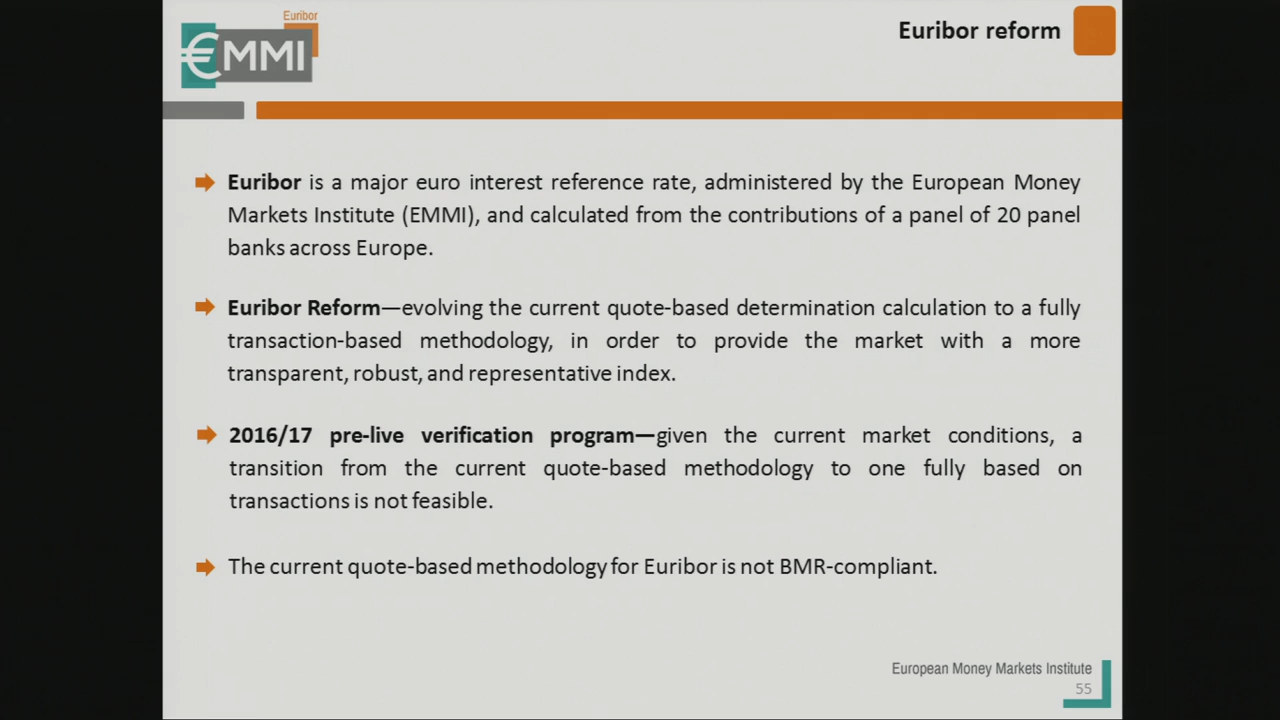 Euribor
€MMI
Euribor reform
Euribor is a major euro interest reference rate, administered by the European Money
Markets Institute (EMMI), and calculated from the contributions of a panel of 20 panel
banks across Europe.
Euribor Reform—evolving the current quote-based determination calculation to a fully
transaction-based methodology, in order to provide the market with a more
transparent, robust, and representative index.
2016/17 pre-live verification program—given the current market conditions, a
transition from the current quote-based methodology to one fully based on
transactions is not feasible.
The current quote-based methodology for Euribor is not BMR-compliant.
European Money Markets Institute
55